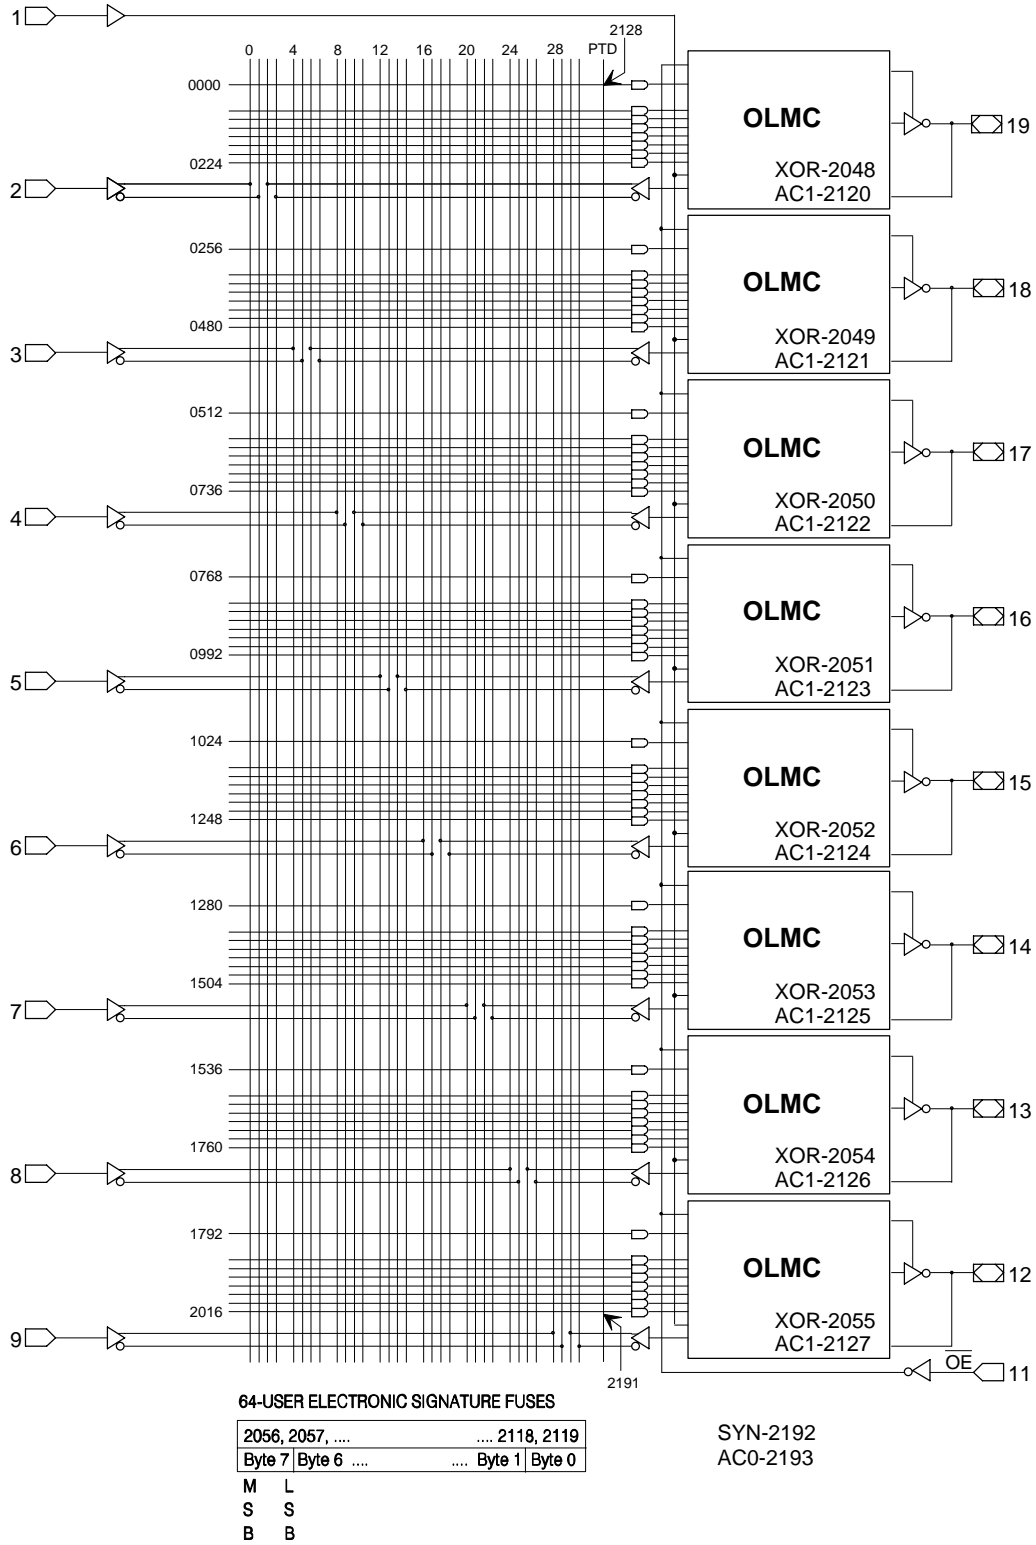 1
2128
0 4 8 12 16 20 24 28 PTD
0000
OLMC
19
0224
XOR-2048
AC1-2120
2
0256
OLMC
18
0480
XOR-2049
AC1-2121
3
0512
OLMC
17
0736
XOR-2050
AC1-2122
4
0768
OLMC
16
0992
XOR-2051
AC1-2123
5
1024
OLMC
15
1248
XOR-2052
AC1-2124
6
1280
OLMC
14
1504
XOR-2053
AC1-2125
7
1536
OLMC
13
1760
XOR-2054
AC1-2126
8
1792
OLMC
12
2016
XOR-2055
AC1-2127
9
OE
11
2191
64-USER ELECTRONIC SIGNATURE FUSES
2056, 2057, .... .... 2118, 2119
Byte 7 Byte 6 .... .... Byte 1 Byte 0
M L
S S
B B
SYN-2192
AC0-2193